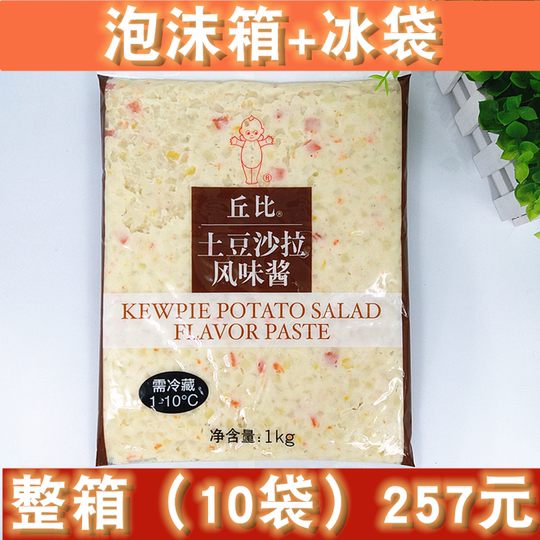 泡沫箱+冰袋
丘比®
土豆沙拉
风味酱
KEWPIE POTATO SALAD
FLAVOR PASTE
需冷藏
1~10℃
净含量:1kg
整箱（10袋）257元